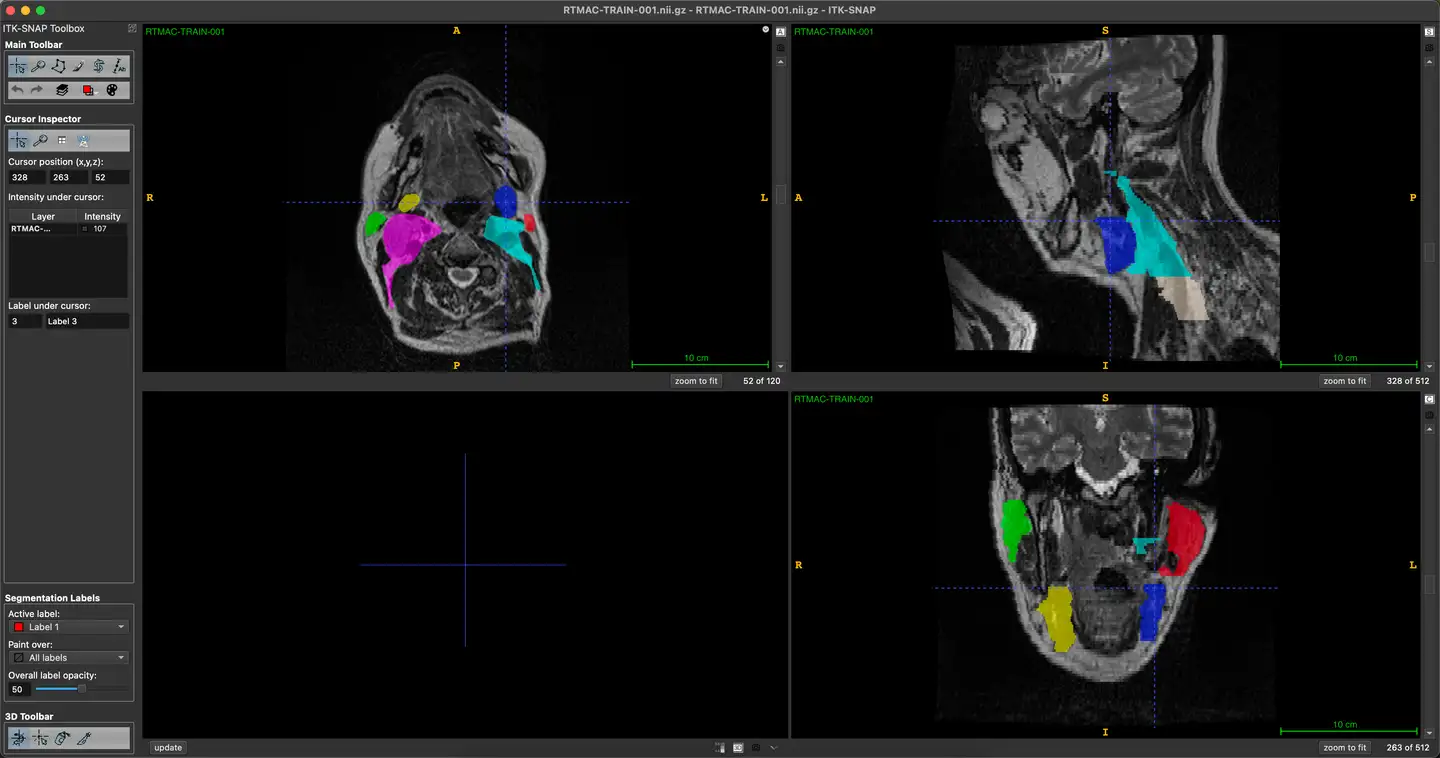 RTMAC-TRAIN-001.nii.gz - RTMAC-TRAIN-001.nii.gz - ITK-SNAP
ITK-SNAP Toolbox
Main Toolbar
Cursor Inspector
Cursor position (x,y,z):
328 263 52
Intensity under cursor:
Layer Intensity
RTMAC-... 107
Label under cursor:
3 Label 3
Segmentation Labels
Active label:
Label 1
Paint over:
All labels
Overall label opacity:
50
3D Toolbar
RTMAC-TRAIN-001
A
A
R
L
P
10 cm
zoom to fit 52 of 120
RTMAC-TRAIN-001
S
S
A
P
I
10 cm
zoom to fit 328 of 512
update
RTMAC-TRAIN-001
S
C
R
L
I
10 cm
zoom to fit 263 of 512